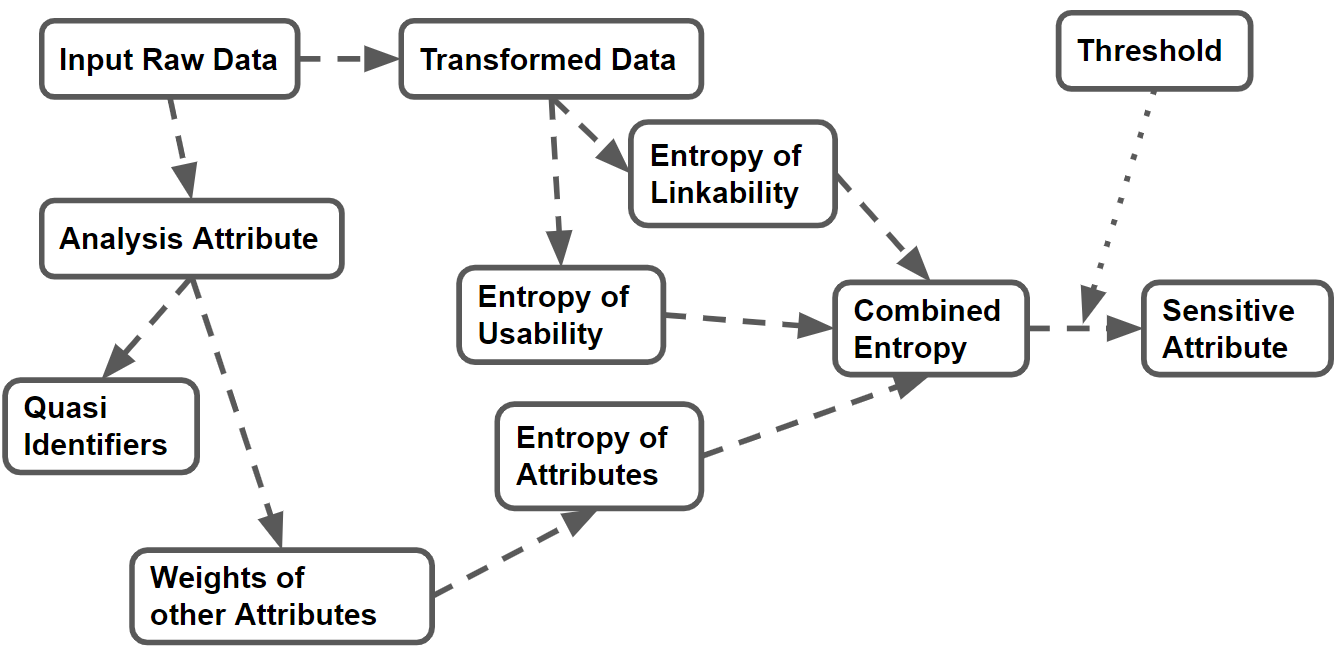 Input Raw Data
Transformed Data
Threshold
Entropy of
Linkability
Analysis Attribute
Entropy of
Usability
Combined
Entropy
Sensitive
Attribute
Quasi
Identifiers
Entropy of
Attributes
Weights of
other Attributes